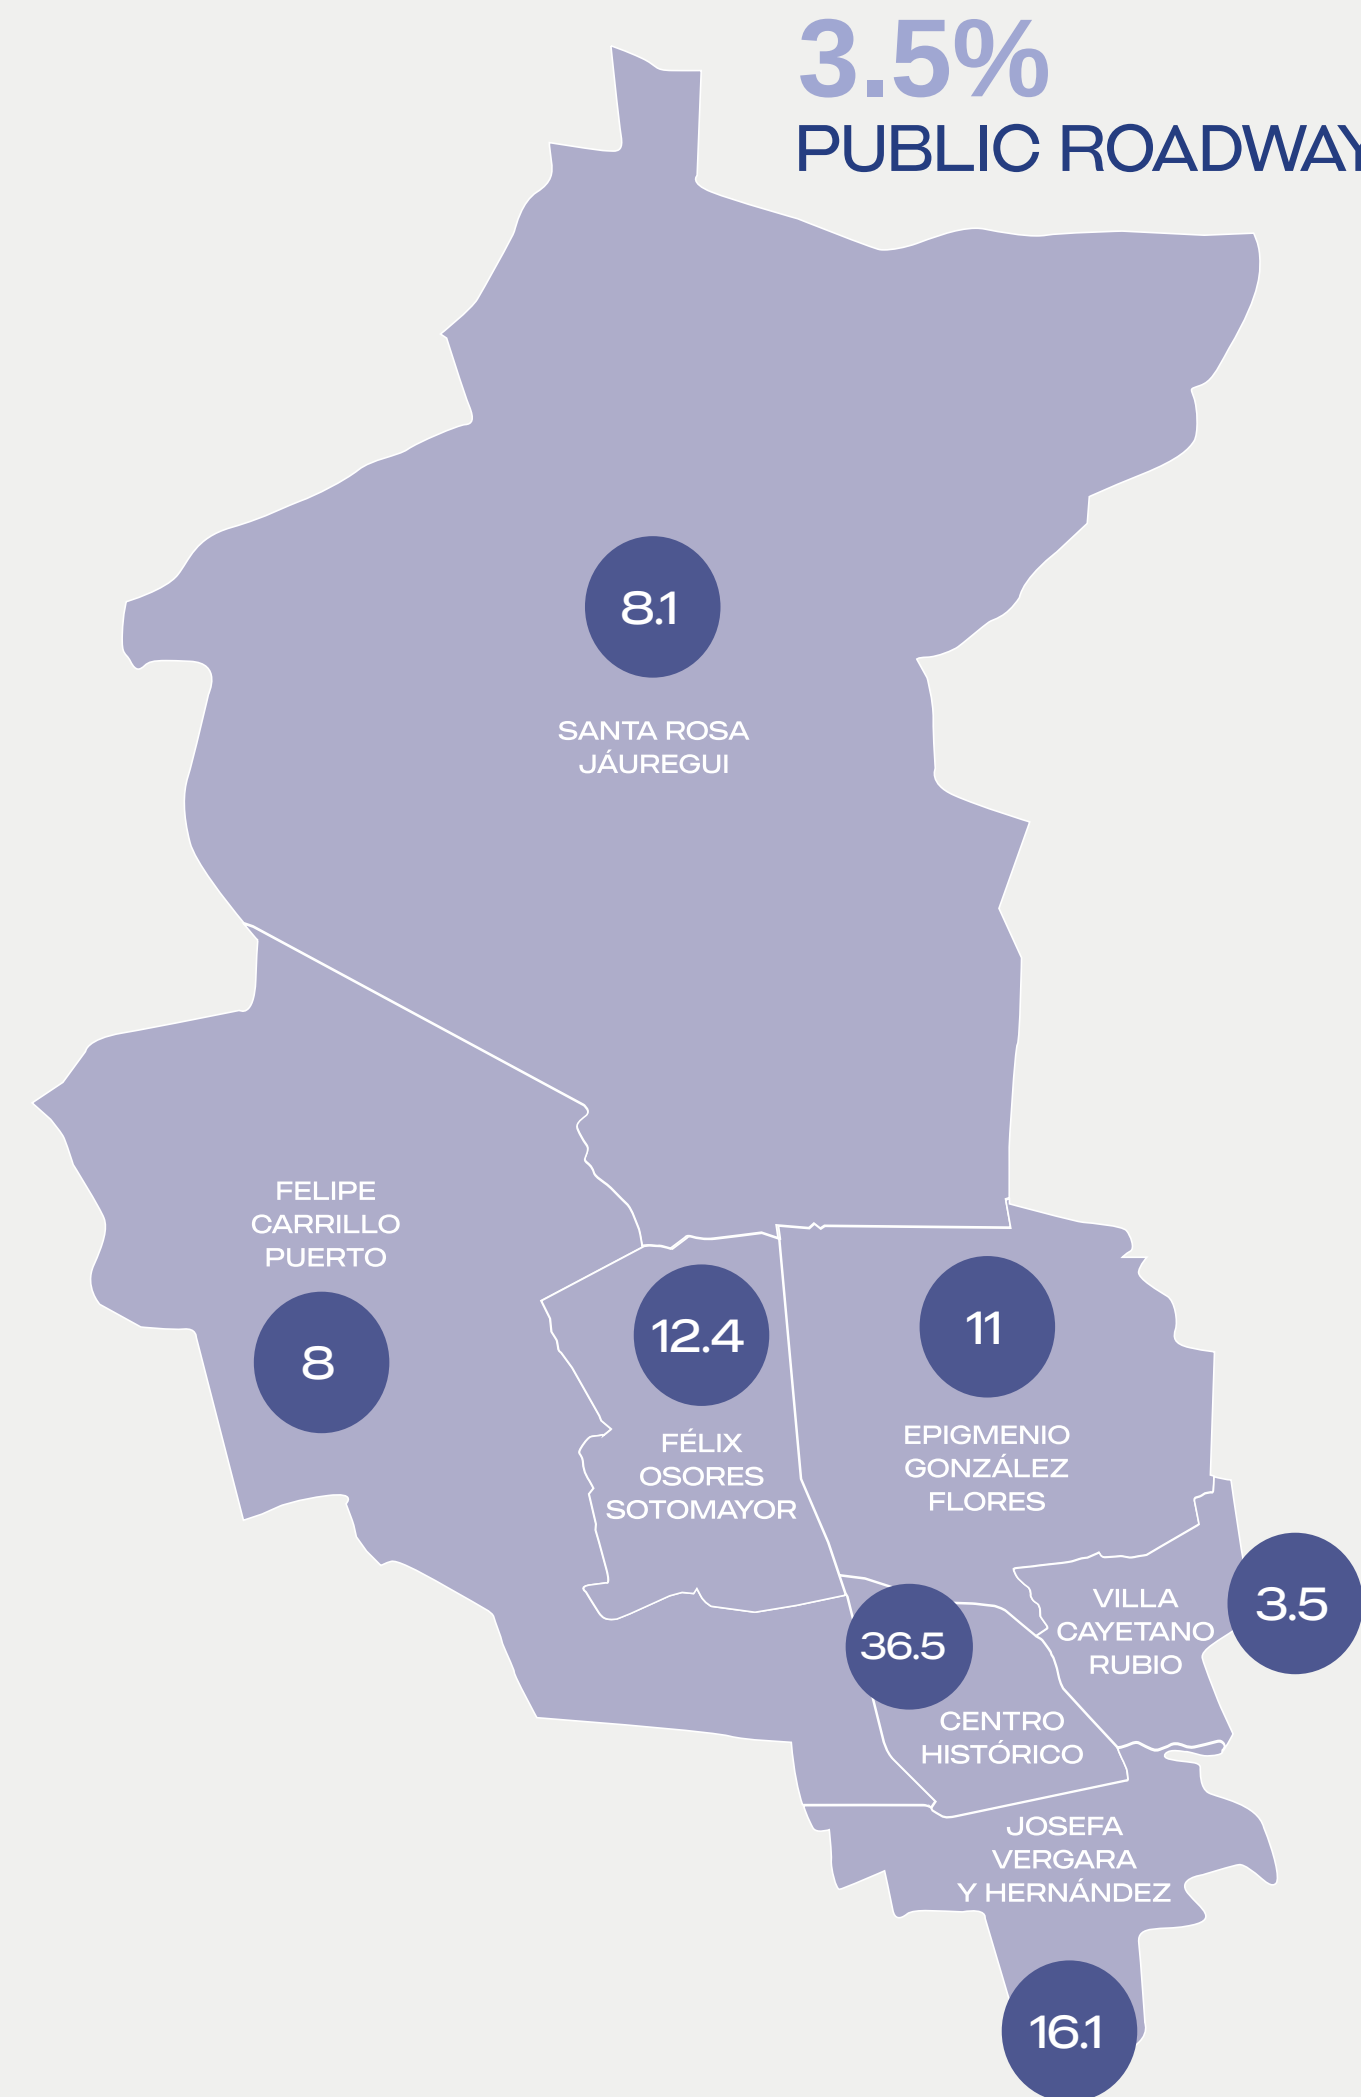 3.5%
PUBLIC ROADWAY
8.1
SANTA ROSA
JÁUREGUI
FELIPE
CARRILLO
PUERTO
8
12.4
FÉLIX
OSORES
SOTOMAYOR
11
EPIGMENIO
GONZÁLEZ
FLORES
3.5
VILLA
CAYETANO
RUBIO
36.5
CENTRO
HISTÓRICO
JOSEFA
VERGARA
Y HERNÁNDEZ
16.1